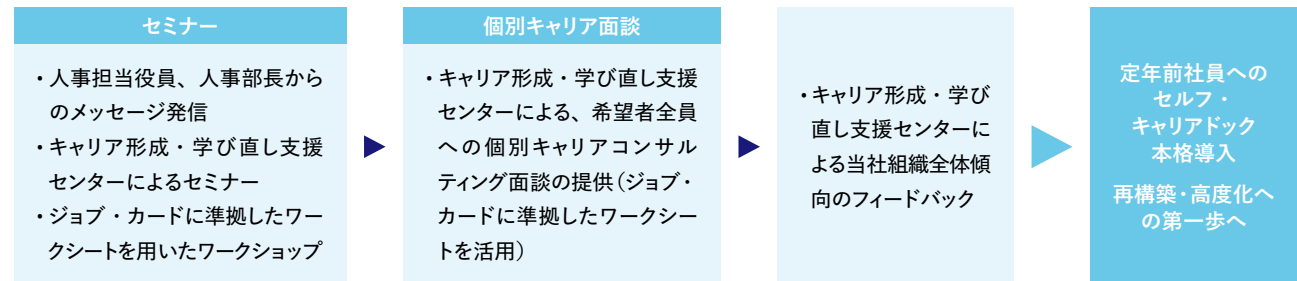 セミナー
・人事担当役員、人事部長から
のメッセージ発信
・キャリア形成・学び直し支援
センターによるセミナー
・ジョブ・カードに準拠したワー
クシートを用いたワークショップ
個別キャリア面談
・キャリア形成・学び直し支援
センターによる、希望者全員
への個別キャリアコンサル
ティング面談の提供（ジョブ・
カードに準拠したワークシー
トを活用）
・キャリア形成・学び
直し支援センターに
よる当社組織全体傾
向のフィードバック
定年前社員への
セルフ・
キャリアドック
本格導入
再構築・高度化へ
の第一歩へ